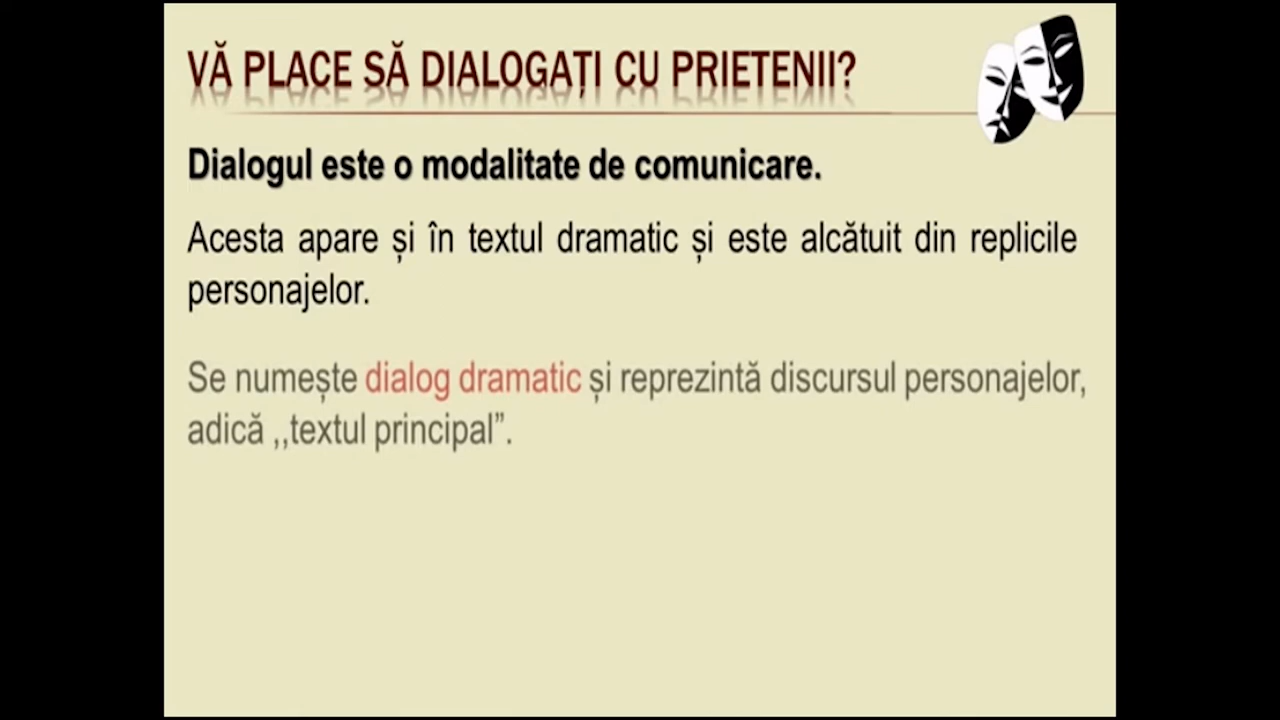 VĂ PLACE SĂ DIALOGAȚI CU PRIETENII?
Dialogul este o modalitate de comunicare.
Acesta apare și în textul dramatic și este alcătuit din replicile
personajelor.
Se numește dialog dramatic și reprezintă discursul personajelor,
adică ,,textul principal”.